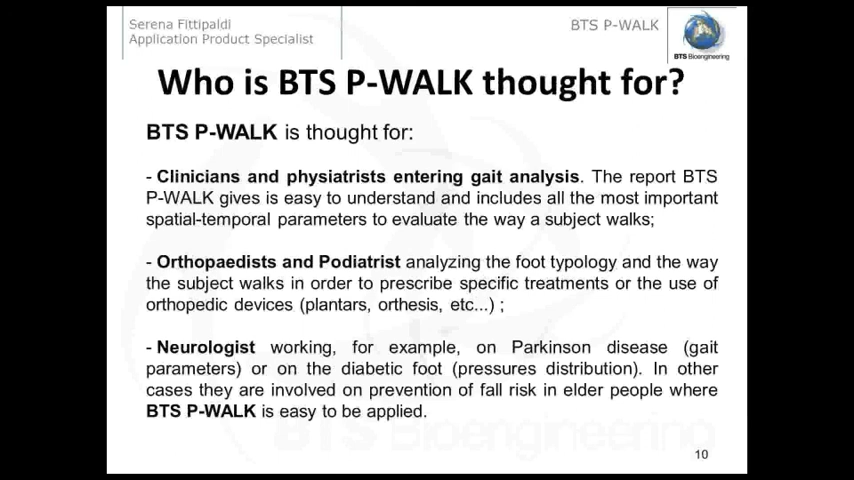 Serena Fittipaldi
Application Product Specialist
BTS P-WALK
BTS Bioengineering
Who is BTS P-WALK thought for?
BTS P-WALK is thought for:
- Clinicians and physiatrists entering gait analysis. The report BTS
P-WALK gives is easy to understand and includes all the most important
spatial-temporal parameters to evaluate the way a subject walks;
- Orthopaedists and Podiatrist analyzing the foot typology and the way
the subject walks in order to prescribe specific treatments or the use of
orthopedic devices (plantars, orthesis, etc...) ;
- Neurologist working, for example, on Parkinson disease (gait
parameters) or on the diabetic foot (pressures distribution). In other
cases they are involved on prevention of fall risk in elder people where
BTS P-WALK is easy to be applied.
BTS Bioengineering
10